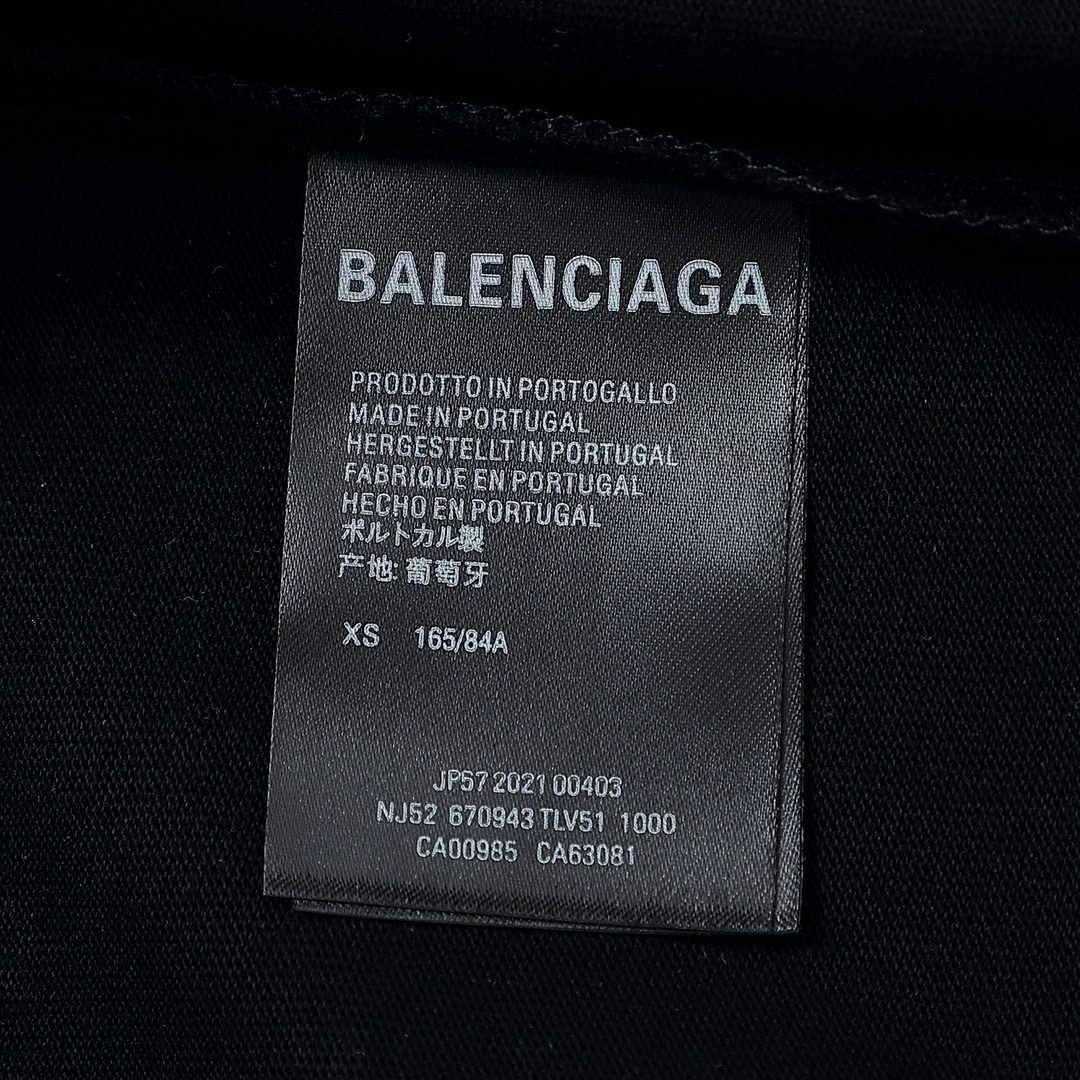 BALENCIAGA
PRODOTTO IN PORTOGALLO
MADE IN PORTUGAL
HERGESTELLT IN PORTUGAL
FABRIQUE EN PORTUGAL
HECHO EN PORTUGAL
ポルトカル製
产地: 葡萄牙
XS 165/84A
JP57 2021 00403
NJ52 670943 TLV51 1000
CA00985 CA63081